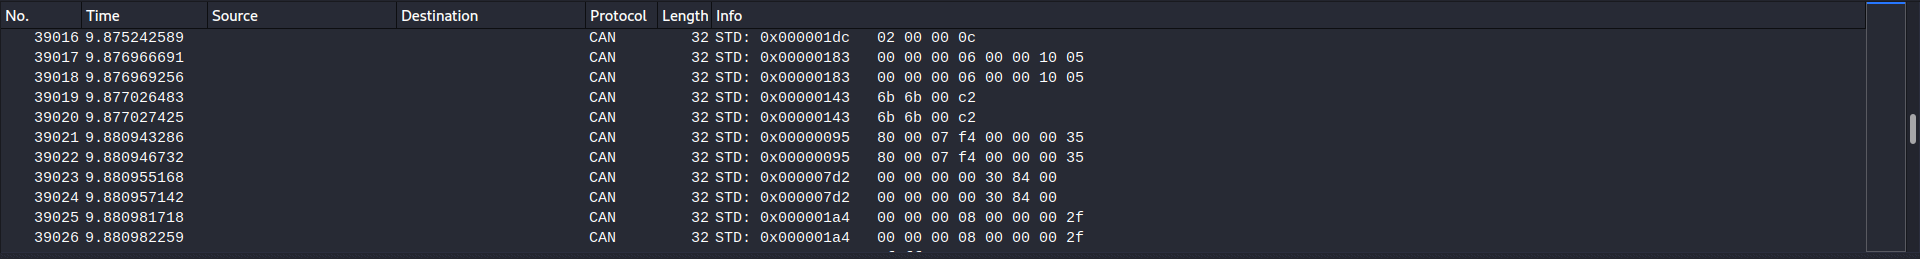 No. Time Source Destination Protocol Length Info
39016 9.875242589 CAN 32 STD: 0x000001dc 02 00 00 0c
39017 9.876966691 CAN 32 STD: 0x00000183 00 00 00 06 00 00 10 05
39018 9.876969256 CAN 32 STD: 0x00000183 00 00 00 06 00 00 10 05
39019 9.877026483 CAN 32 STD: 0x00000143 6b 6b 00 c2
39020 9.877027425 CAN 32 STD: 0x00000143 6b 6b 00 c2
39021 9.880943286 CAN 32 STD: 0x00000095 80 00 07 f4 00 00 00 35
39022 9.880946732 CAN 32 STD: 0x00000095 80 00 07 f4 00 00 00 35
39023 9.880955168 CAN 32 STD: 0x000007d2 00 00 00 00 30 84 00
39024 9.880957142 CAN 32 STD: 0x000007d2 00 00 00 00 30 84 00
39025 9.880981718 CAN 32 STD: 0x000001a4 00 00 00 08 00 00 00 2f
39026 9.880982259 CAN 32 STD: 0x000001a4 00 00 00 08 00 00 00 2f